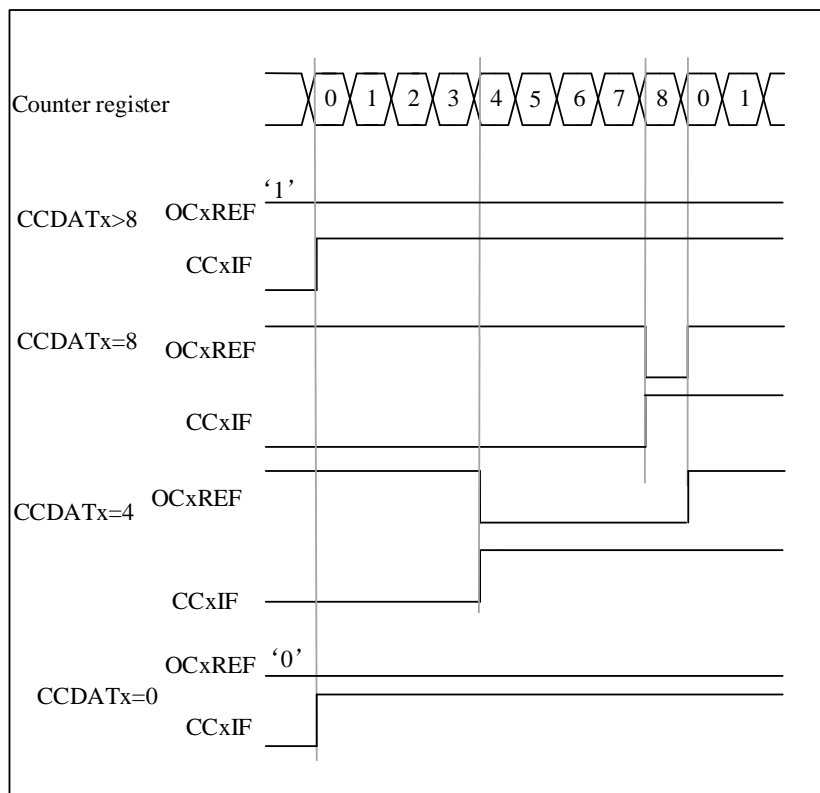 Counter register 0 1 2 3 4 5 6 7 8 0 1
‘1’
CCDATx>8 OCxREF
CCxIF
CCDATx=8 OCxREF
CCxIF
CCDATx=4 OCxREF
CCxIF
OCxREF ‘0’
CCDATx=0
CCxIF